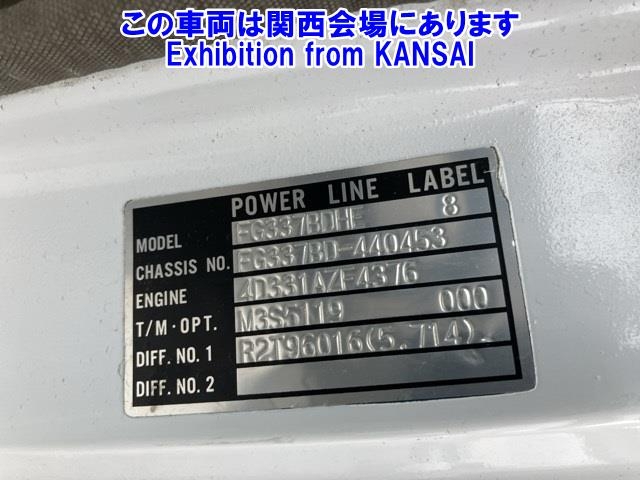 この車両は関西会場にあります
Exhibition from KANSAI
POWER LINE LABEL
MODEL FG337BDHE 8
CHASSIS NO. FG337BD-440453
ENGINE 4D331AZF4376
T/M·OPT. M3S5119 000
DIFF. NO. 1 R2T96016(5.714).
DIFF. NO. 2